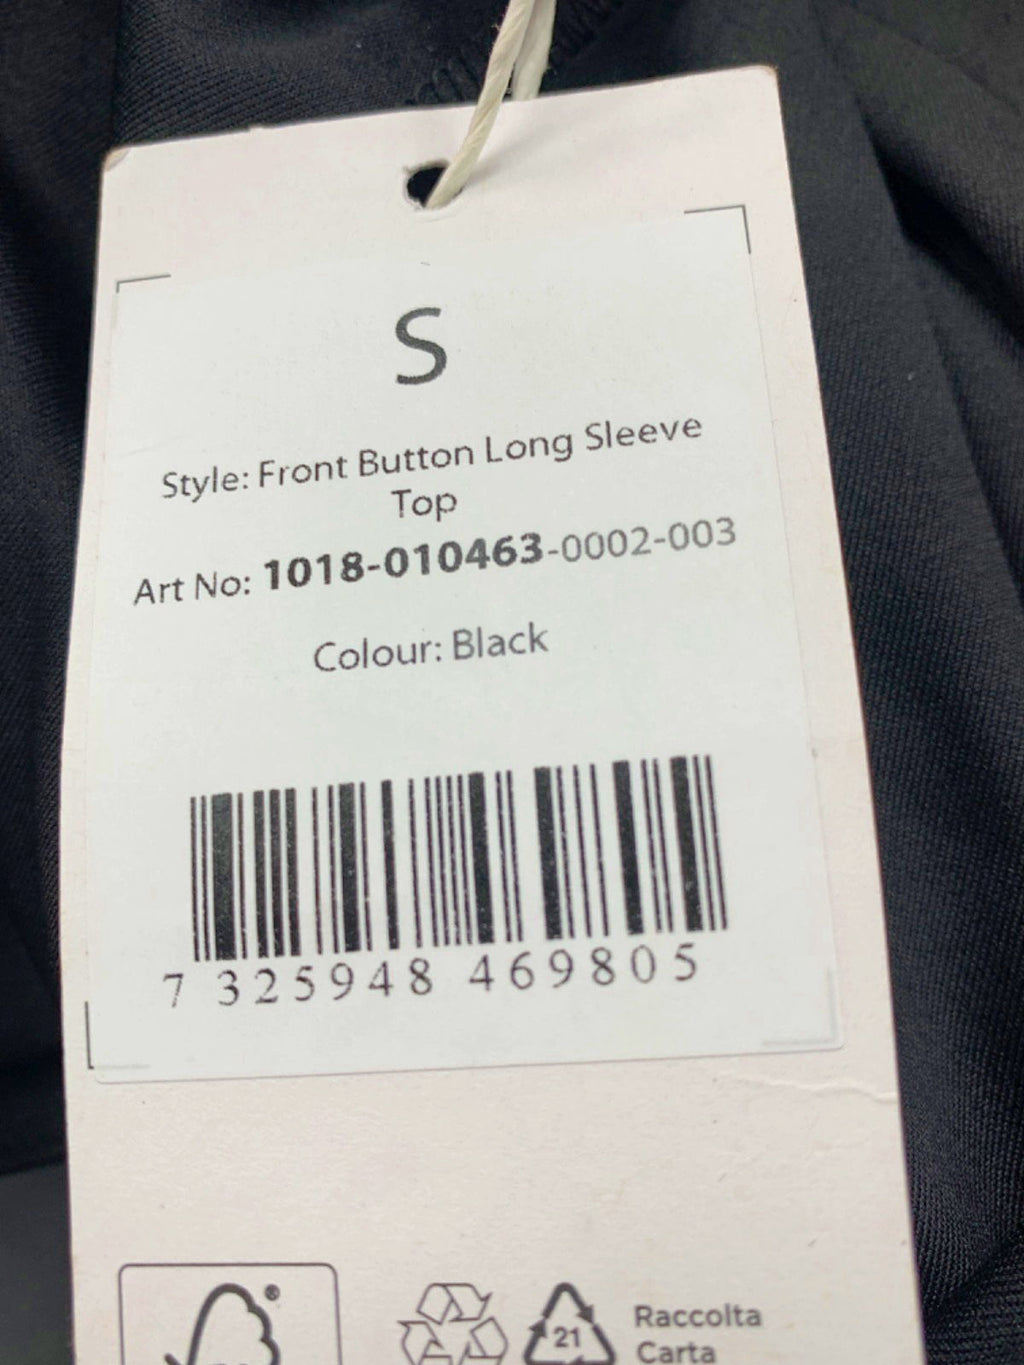 S
Style: Front Button Long Sleeve
Top
Art No: 1018-010463-0002-003
Colour: Black
7 325948 469805
®
21
Raccolta
Carta